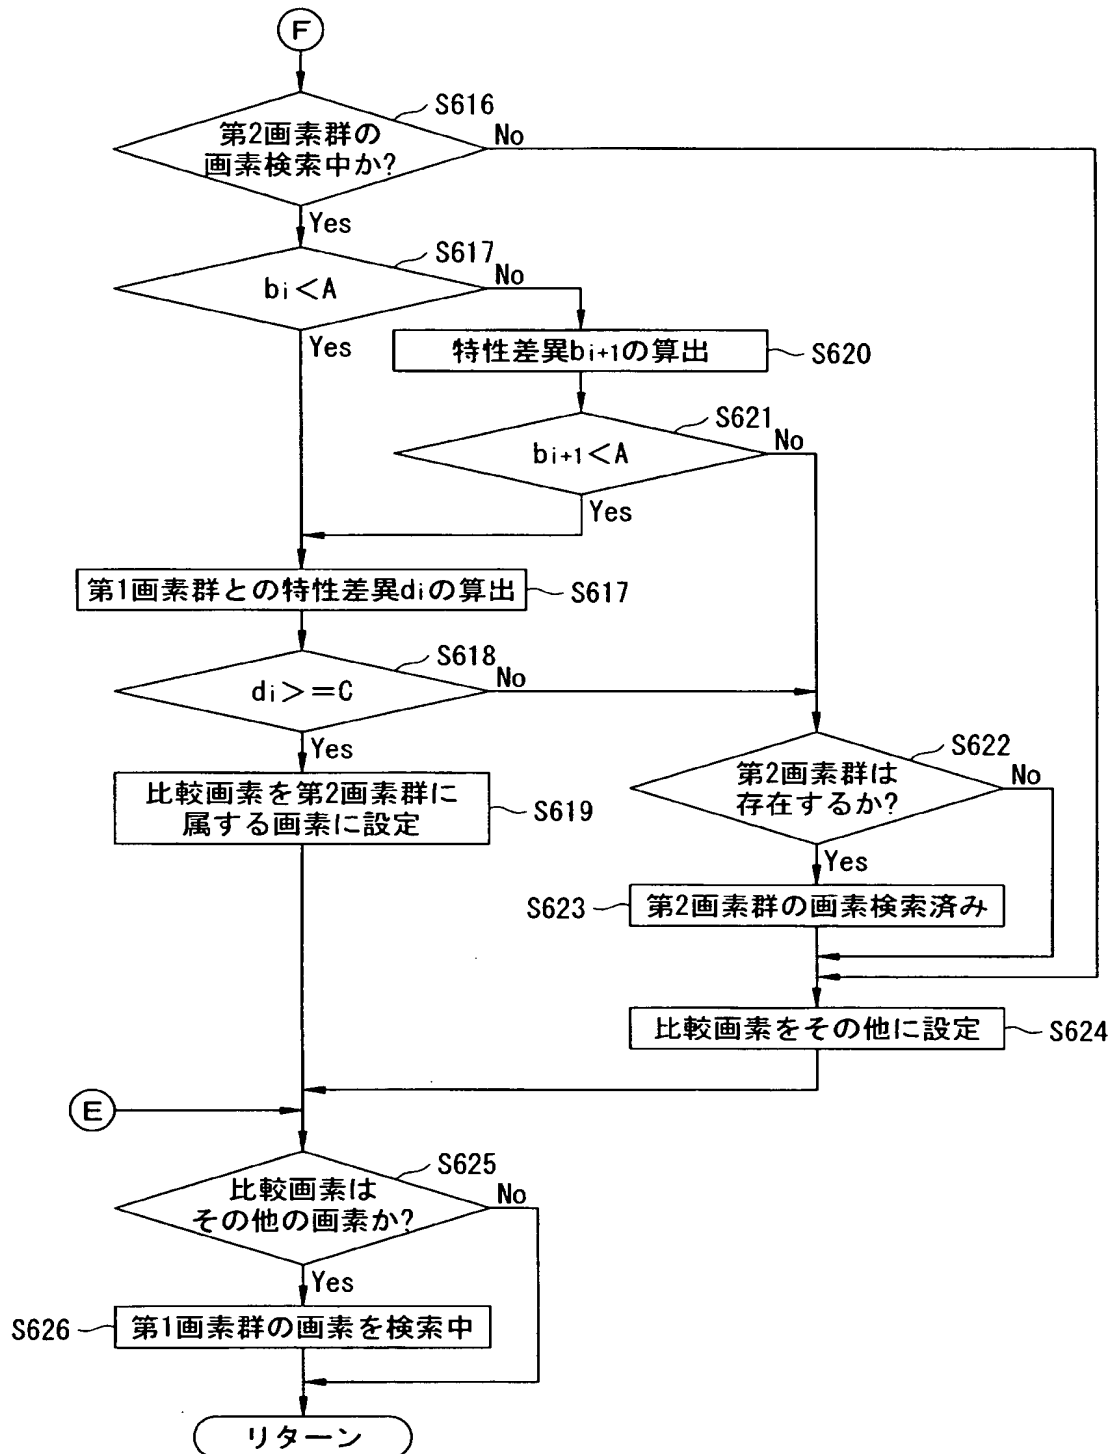 F
S616
第2画素群の
画素検索中か?
No
Yes
S617
bi<A
No
Yes
特性差異bi+1の算出
S620
S621
bi+1<A
No
Yes
第1画素群との特性差異diの算出
S617
S618
di>=C
No
Yes
S622
第2画素群は
存在するか?
No
Yes
比較画素を第2画素群に
属する画素に設定
S619
S623
第2画素群の画素検索済み
比較画素をその他に設定
S624
E
S625
比較画素は
その他の画素か?
No
Yes
S626
第1画素群の画素を検索中
リターン